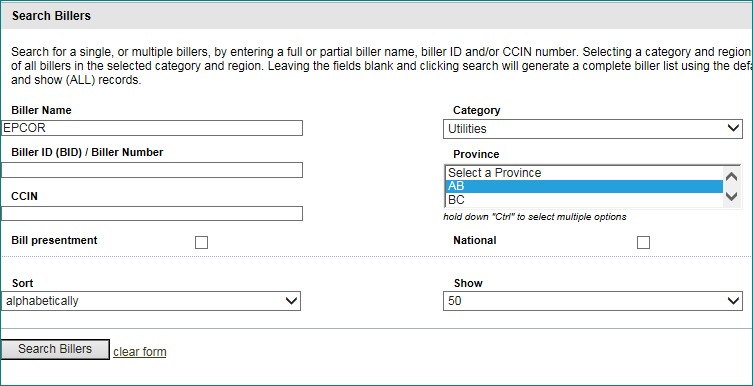 Search Billers
Search for a single, or multiple billers, by entering a full or partial biller name, biller ID and/or CCIN number. Selecting a category and region
of all billers in the selected category and region. Leaving the fields blank and clicking search will generate a complete biller list using the
and show (ALL) records.
Biller Name
EPCOR
Category
Utilities
Biller ID (BID) / Biller Number
Province
Select a Province
AB
BC
CCIN
hold down "Ctrl" to select multiple options
Bill presentment
National
Sort
alphabetically
Show
50
Search Billers
clear form